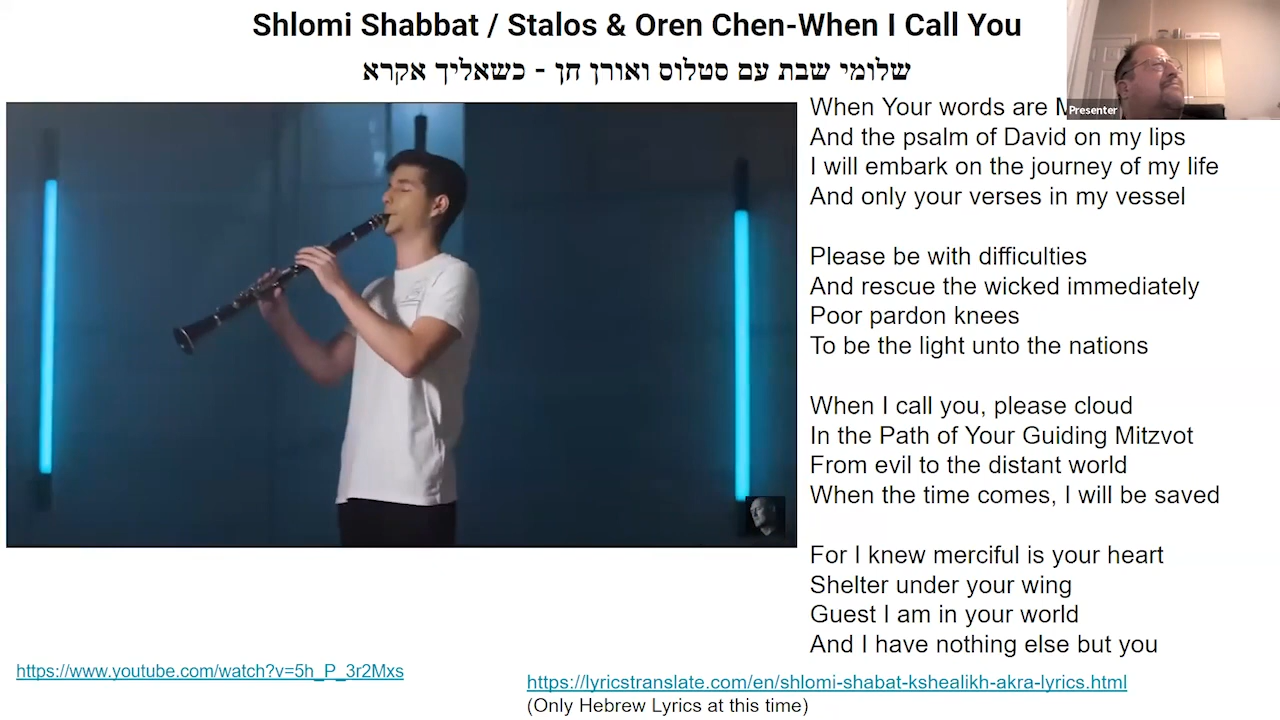 Shlomi Shabbat / Stalos & Oren Chen-When I Call You
שלומי שבת עם סטלוס ואורן חן - כשאליך אקרא
Presenter
When Your words are
And the psalm of David on my lips
I will embark on the journey of my life
And only your verses in my vessel
Please be with difficulties
And rescue the wicked immediately
Poor pardon knees
To be the light unto the nations
When I call you, please cloud
In the Path of Your Guiding Mitzvot
From evil to the distant world
When the time comes, I will be saved
For I knew merciful is your heart
Shelter under your wing
Guest I am in your world
And I have nothing else but you
https://www.youtube.com/watch?v=5h_P_3r2Mxs
https://lyricstranslate.com/en/shlomi-shabat-kshealikh-akra-lyrics.html
(Only Hebrew Lyrics at this time)